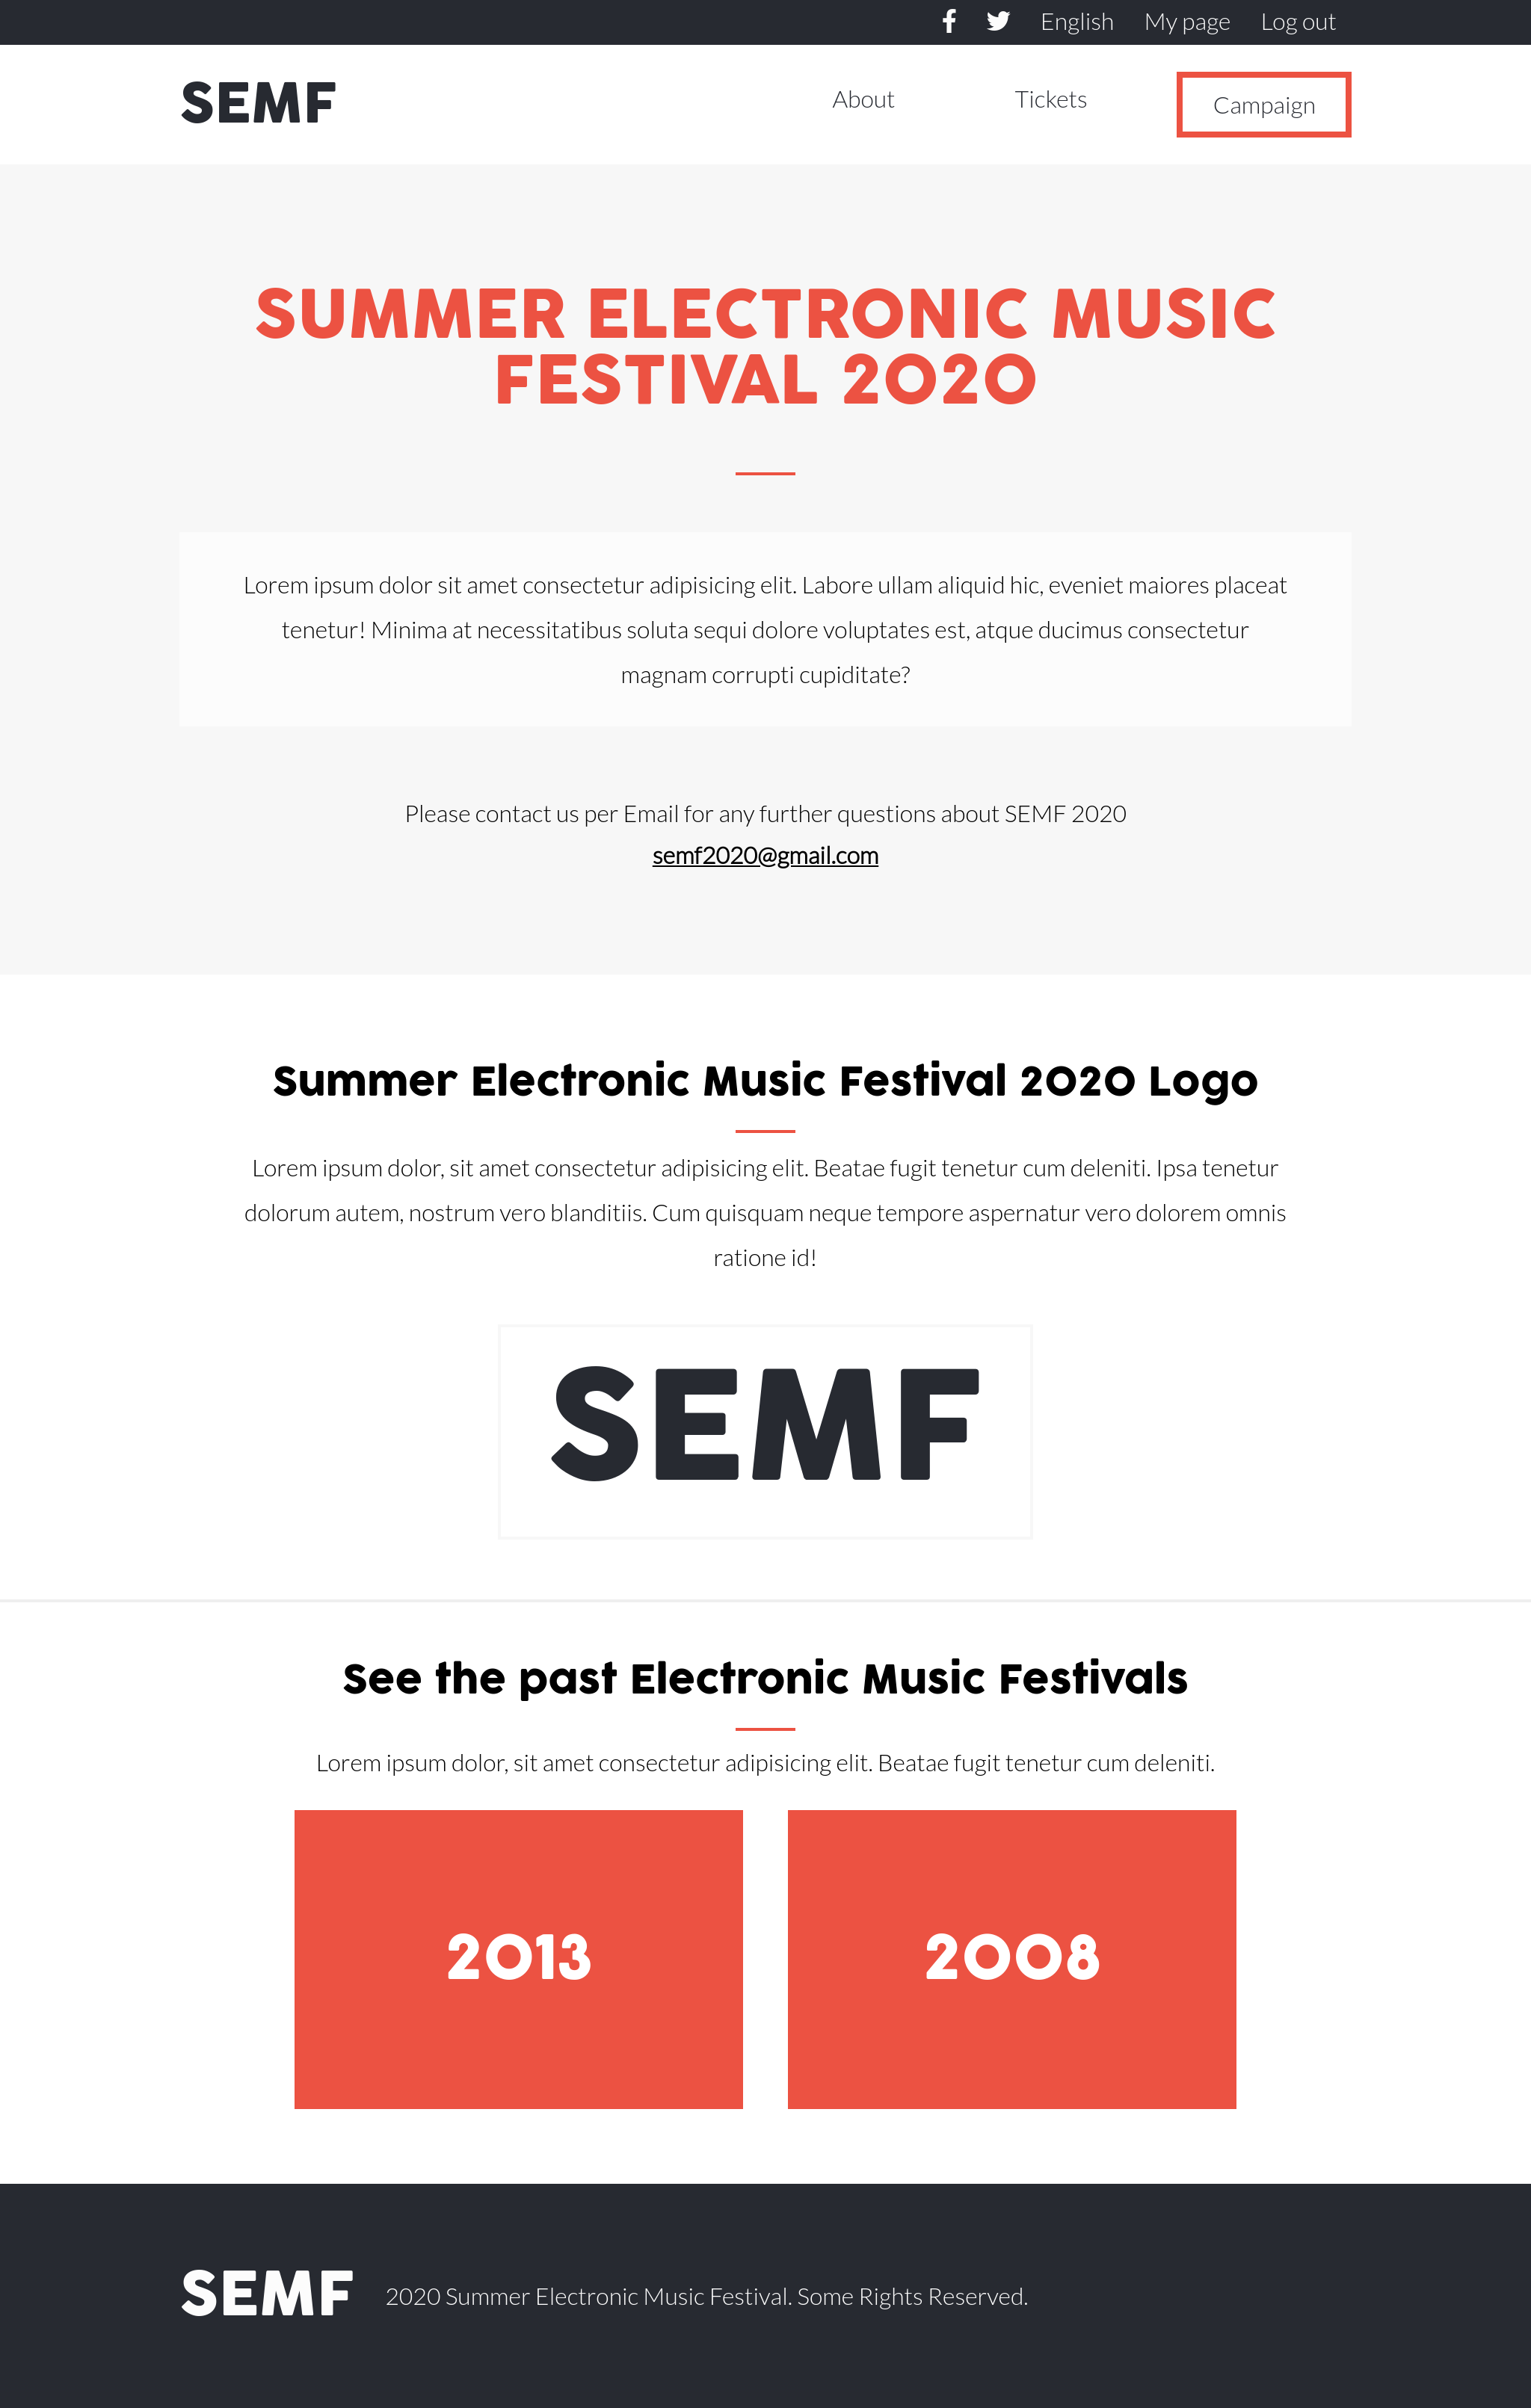 English My page Log out
SEMF
About Tickets Campaign
SUMMER ELECTRONIC MUSIC
FESTIVAL 2020
Lorem ipsum dolor sit amet consectetur adipisicing elit. Labore ullam aliquid hic, eveniet maiores placeat
tenetur! Minima at necessitatibus soluta sequi dolore voluptates est, atque ducimus consectetur
magnam corrupti cupiditate?
Please contact us per Email for any further questions about SEMF 2020
semf2020@gmail.com
Summer Electronic Music Festival 2020 Logo
Lorem ipsum dolor, sit amet consectetur adipisicing elit. Beatae fugit tenetur cum deleniti. Ipsa tenetur
dolorum autem, nostrum vero blanditiis. Cum quisquam neque tempore aspernatur vero dolorem omnis
ratione id!
SEMF
See the past Electronic Music Festivals
Lorem ipsum dolor, sit amet consectetur adipisicing elit. Beatae fugit tenetur cum deleniti.
2013
2008
SEMF
2020 Summer Electronic Music Festival. Some Rights Reserved.